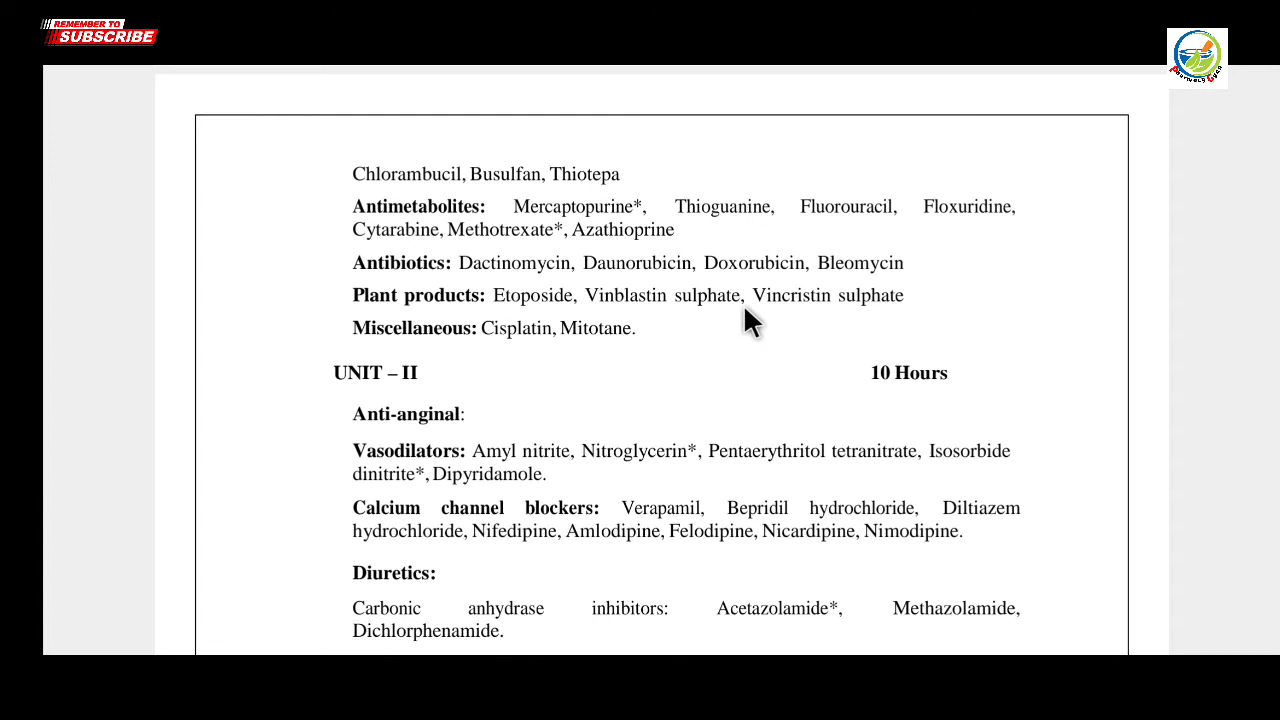 REMEMBER TO
SUBSCRIBE
Chlorambucil, Busulfan, Thiotepa
Antimetabolites: Mercaptopurine*, Thioguanine, Fluorouracil, Floxuridine,
Cytarabine, Methotrexate*, Azathioprine
Antibiotics: Dactinomycin, Daunorubicin, Doxorubicin, Bleomycin
Plant products: Etoposide, Vinblastin sulphate, Vincristin sulphate
Miscellaneous: Cisplatin, Mitotane.
UNIT – II 10 Hours
Anti-anginal:
Vasodilators: Amyl nitrite, Nitroglycerin*, Pentaerythritol tetranitrate, Isosorbide
dinitrite*, Dipyridamole.
Calcium channel blockers: Verapamil, Bepridil hydrochloride, Diltiazem
hydrochloride, Nifedipine, Amlodipine, Felodipine, Nicardipine, Nimodipine.
Diuretics:
Carbonic anhydrase inhibitors: Acetazolamide*, Methazolamide,
Dichlorphenamide.